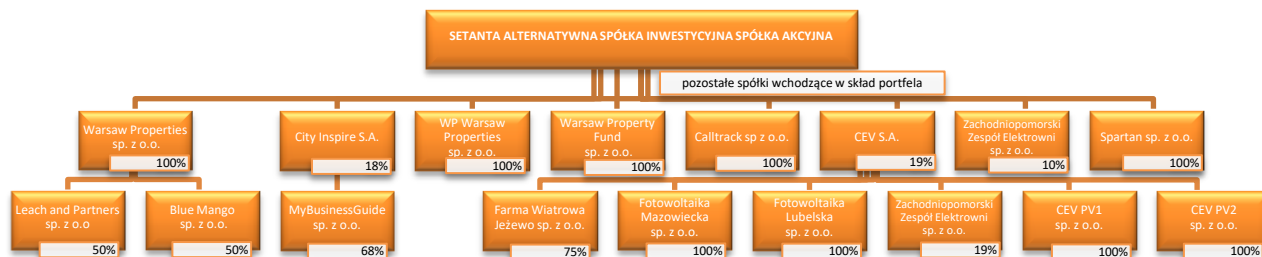 SETANTA ALTERNATYWNA SPÓŁKA INWESTYCYJNA SPÓŁKA AKCYJNA
pozostałe spółki wchodzące w skład portfela
Warsaw Properties
sp. z o.o.
100%
City Inspire S.A.
18%
WP Warsaw
Properties
sp. z o.o.
100%
Warsaw Property
Fund
sp. z o.o.
100%
Calltrack sp z o.o.
100%
CEV S.A.
19%
Zachodniopomorski
Zespół Elektrowni
sp. z o.o.
10%
Spartan sp. z o.o.
100%
Leach and Partners
sp. z o.o
50%
Blue Mango
sp. z o.o.
50%
MyBusinessGuide
sp. z o.o.
68%
Farma Wiatrowa
Jeżewo sp. z o.o.
75%
Fotowoltaika
Mazowiecka
sp. z o.o.
100%
Fotowoltaika
Lubelska
sp. z o.o.
100%
Zachodniopomorski
Zespół Elektrowni
sp. z o.o.
19%
CEV PV1
sp. z o.o.
100%
CEV PV2
sp. z o.o.
100%